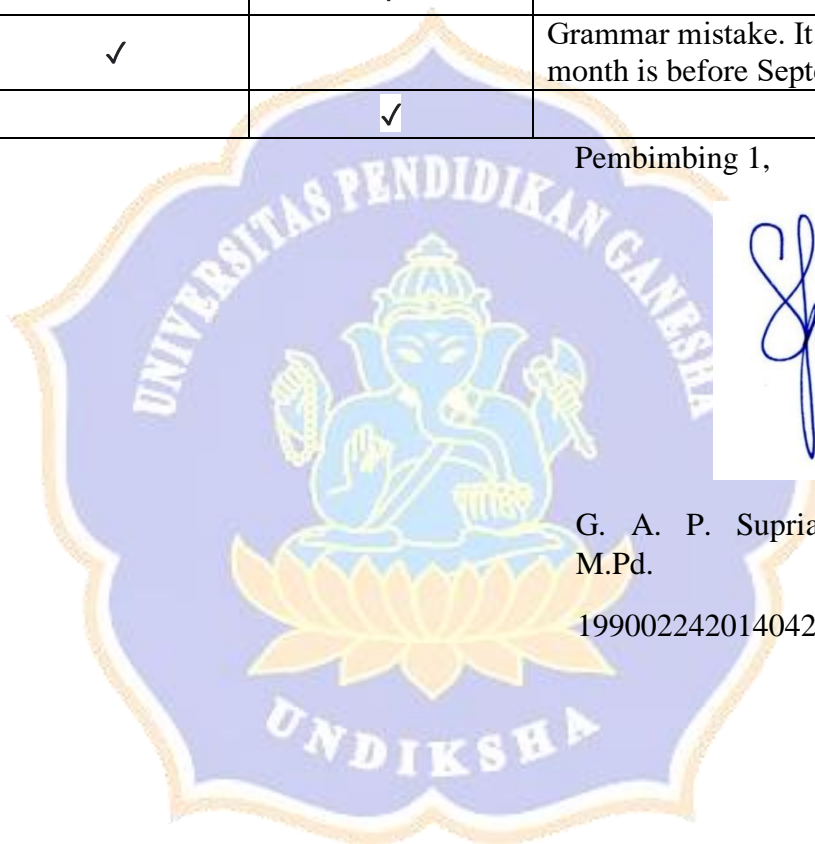 ✓ Grammar mistake. It
month is before Sept
✓
Pembimbing 1,
UNIVERSITAS PENDIDIKAN GANESHA
G. A. P. Supria
M.Pd.
199002242014042
UNDIKSHA